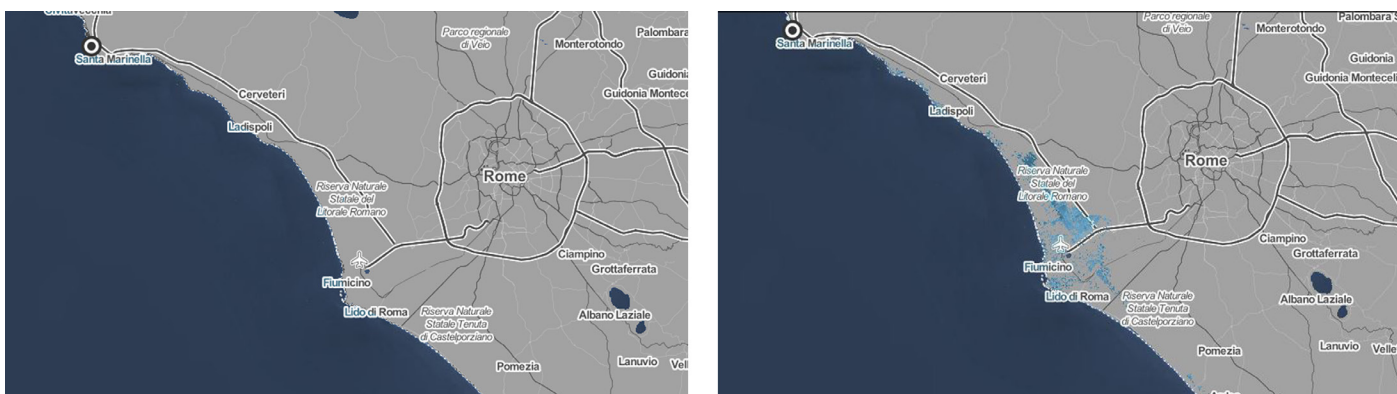 Civitavecchia
Santa Marinella
Cerveteri
Ladispoli
Parco regionale
di Veio
Monterotondo
Palombara
Guidonia
Guidonia
Rome
Riserva Naturale
Statale del
Litorale Romano
Fiumicino
Lido di Roma
Riserva Naturale
Statale Tenuta
di Castelporziano
Ciampino
Grottaferrata
Albano Laziale
Pomezia
Lanuvio
Santa Marinella
Cerveteri
Ladispoli
Parco regionale
di Veio
Monterotondo
Palombara
Guidonia
Guidonia Monteceli
Rome
Riserva Naturale
Statale del
Litorale Romano
Fiumicino
Lido di Roma
Riserva Naturale
Statale Tenuta
di Castelporziano
Ciampino
Grottaferrata
Albano Laziale
Pomezia
Lanuvio
Velle